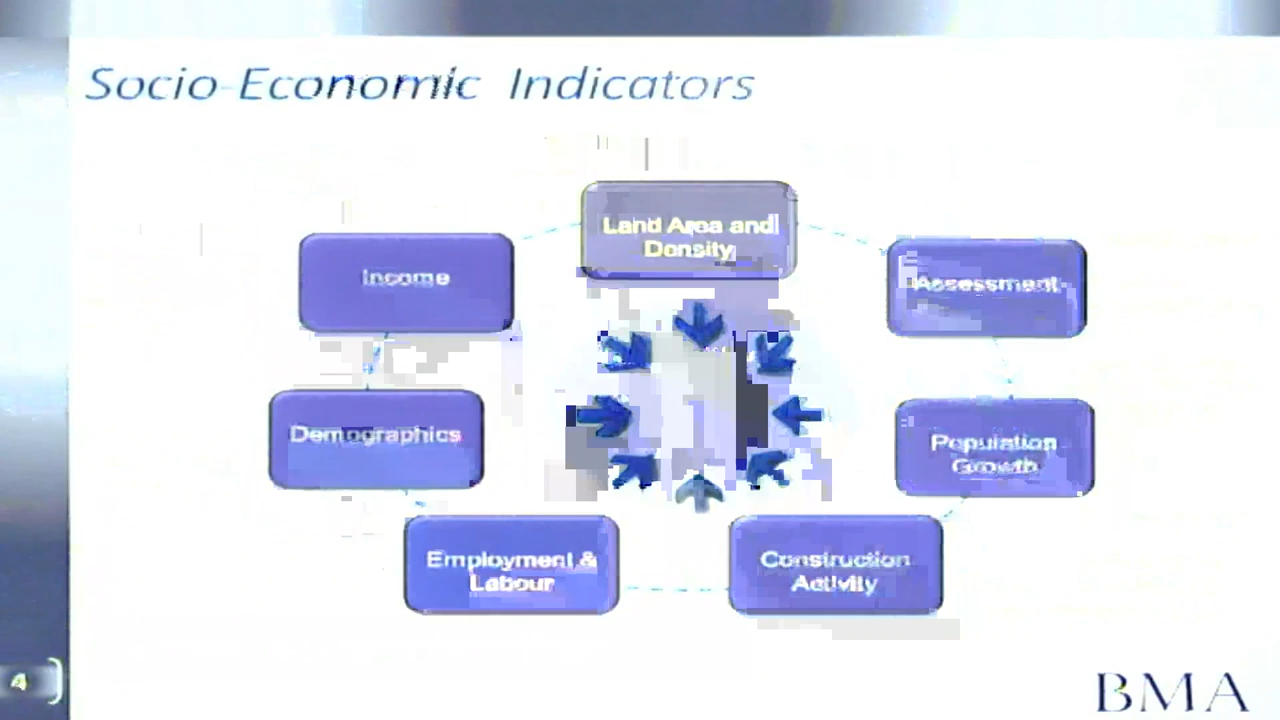 Socio-Economic Indicators
Land Area and
Density
Income
Assessment
Demographics
Population
Growth
Employment &
Labour
Construction
Activity
4
BMA